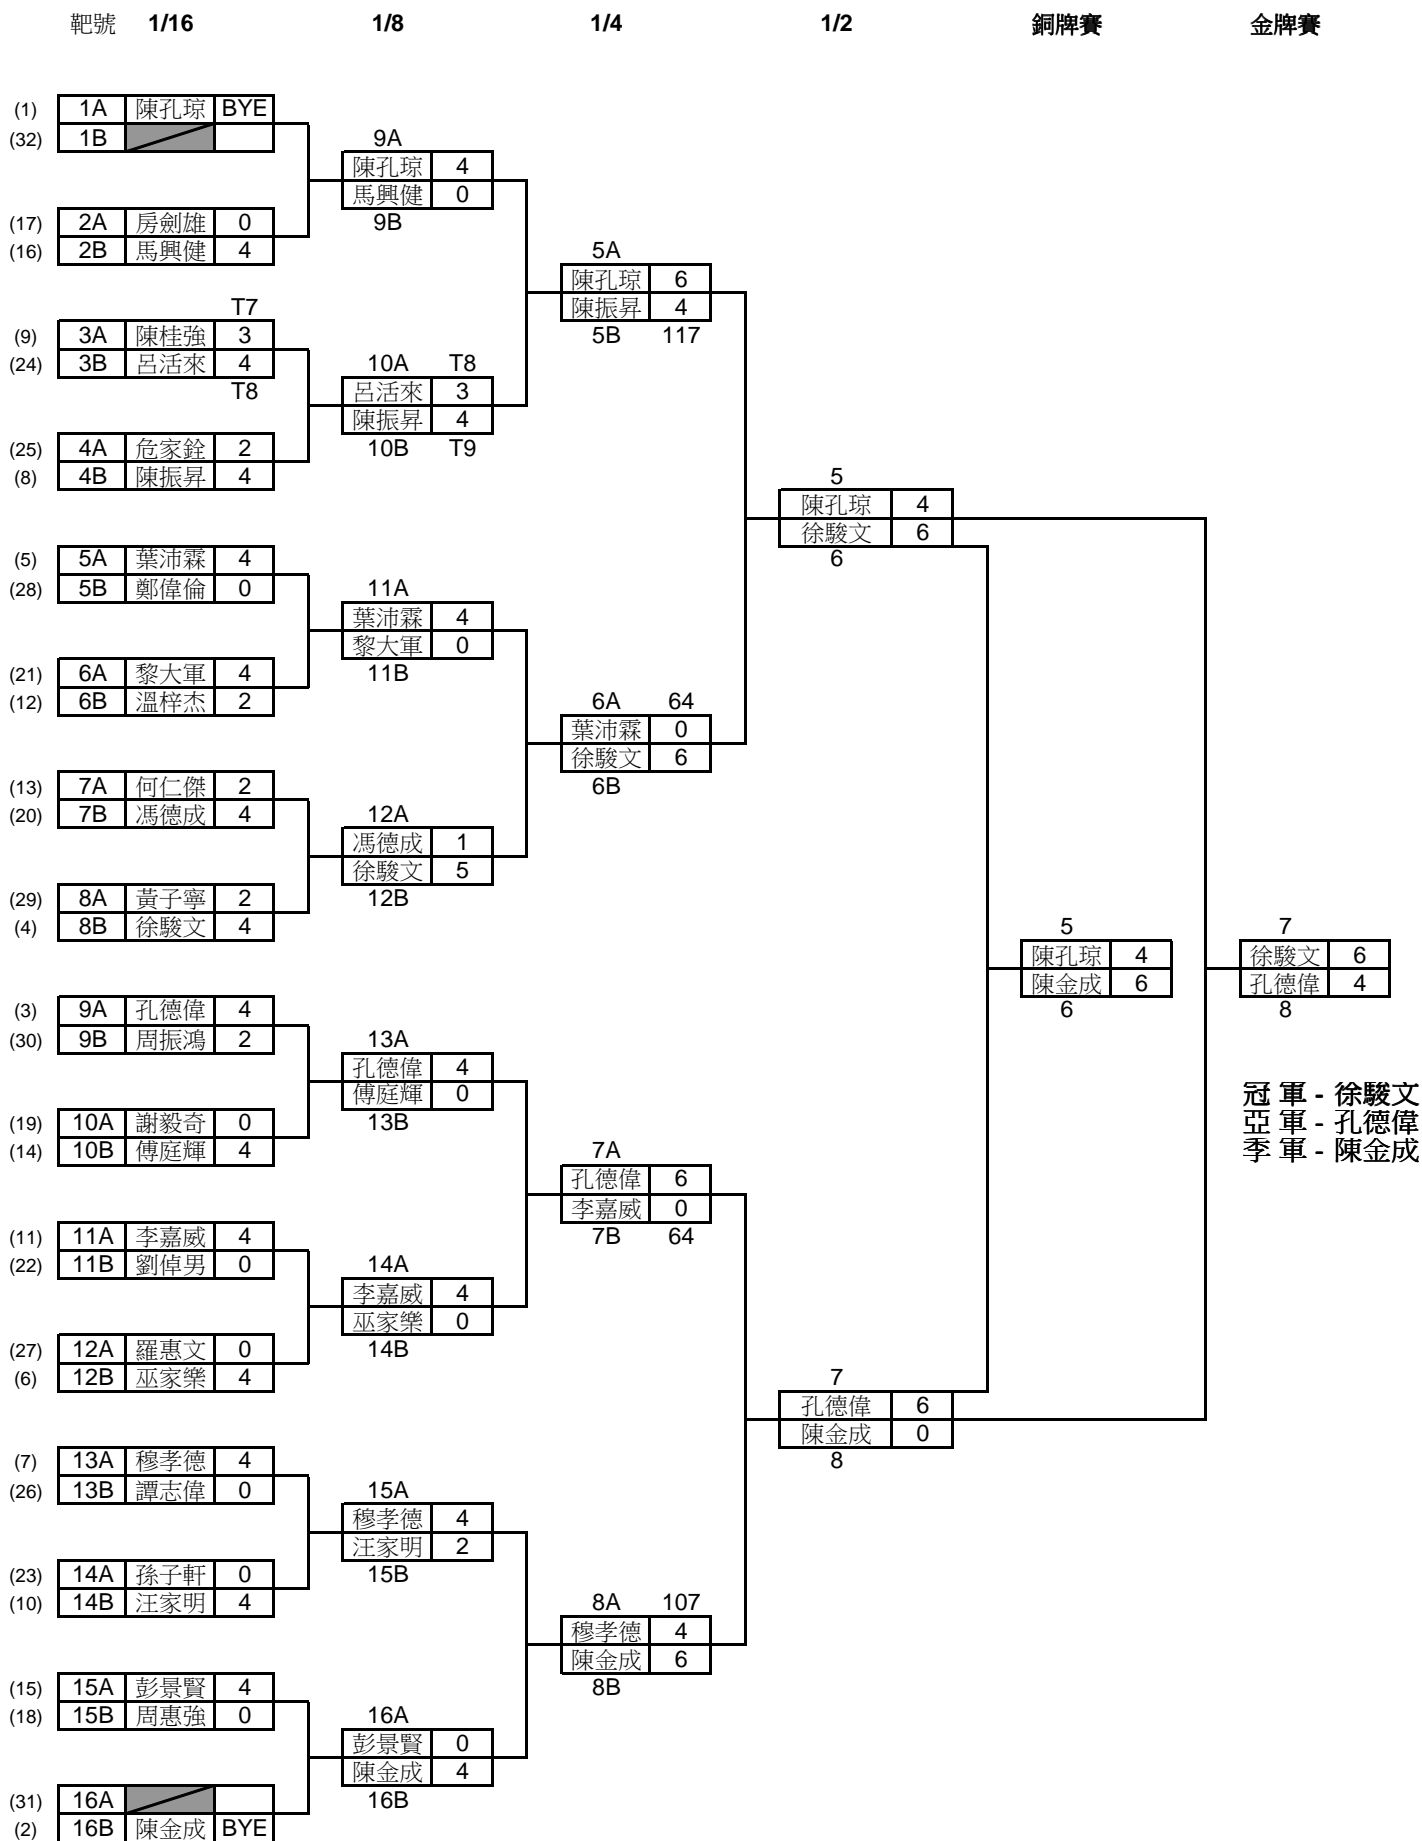 靶號 1/16 1/8 1/4 1/2 銅牌賽 金牌賽
(1) 1A 陳孔琼 BYE
(32) 1B 9A
陳孔琼 4
馬興健 0
(17) 2A 房劍雄 0 9B
(16) 2B 馬興健 4 5A
陳孔琼 6
T7 陳振昇 4
(9) 3A 陳桂強 3 5B 117
(24) 3B 呂活來 4 10A T8
T8 呂活來 3
陳振昇 4
(25) 4A 危家銓 2 10B T9
(8) 4B 陳振昇 4 5
陳孔琼 4
徐駿文 6
(5) 5A 葉沛霖 4 6
(28) 5B 鄭偉倫 0 11A
葉沛霖 4
黎大軍 0
(21) 6A 黎大軍 4 11B
(12) 6B 溫梓杰 2 6A 64
葉沛霖 0
徐駿文 6
(13) 7A 何仁傑 2 6B
(20) 7B 馮德成 4 12A
馮德成 1
徐駿文 5
(29) 8A 黃子寧 2 12B
(4) 8B 徐駿文 4 5 7
陳孔琼 4 徐駿文 6
陳金成 6 孔德偉 4
(3) 9A 孔德偉 4 6 8
(30) 9B 周振鴻 2 13A
孔德偉 4
傅庭輝 0 冠 軍 - 徐駿文
(19) 10A 謝毅奇 0 13B 亞 軍 - 孔德偉
(14) 10B 傅庭輝 4 7A 季 軍 - 陳金成
孔德偉 6
李嘉威 0
(11) 11A 李嘉威 4 7B 64
(22) 11B 劉倬男 0 14A
李嘉威 4
巫家樂 0
(27) 12A 羅惠文 0 14B
(6) 12B 巫家樂 4 7
孔德偉 6
陳金成 0
(7) 13A 穆孝德 4 8
(26) 13B 譚志偉 0 15A
穆孝德 4
汪家明 2
(23) 14A 孫子軒 0 15B
(10) 14B 汪家明 4 8A 107
穆孝德 4
陳金成 6
(15) 15A 彭景賢 4 8B
(18) 15B 周惠強 0 16A
彭景賢 0
陳金成 4
(31) 16A 16B
(2) 16B 陳金成 BYE